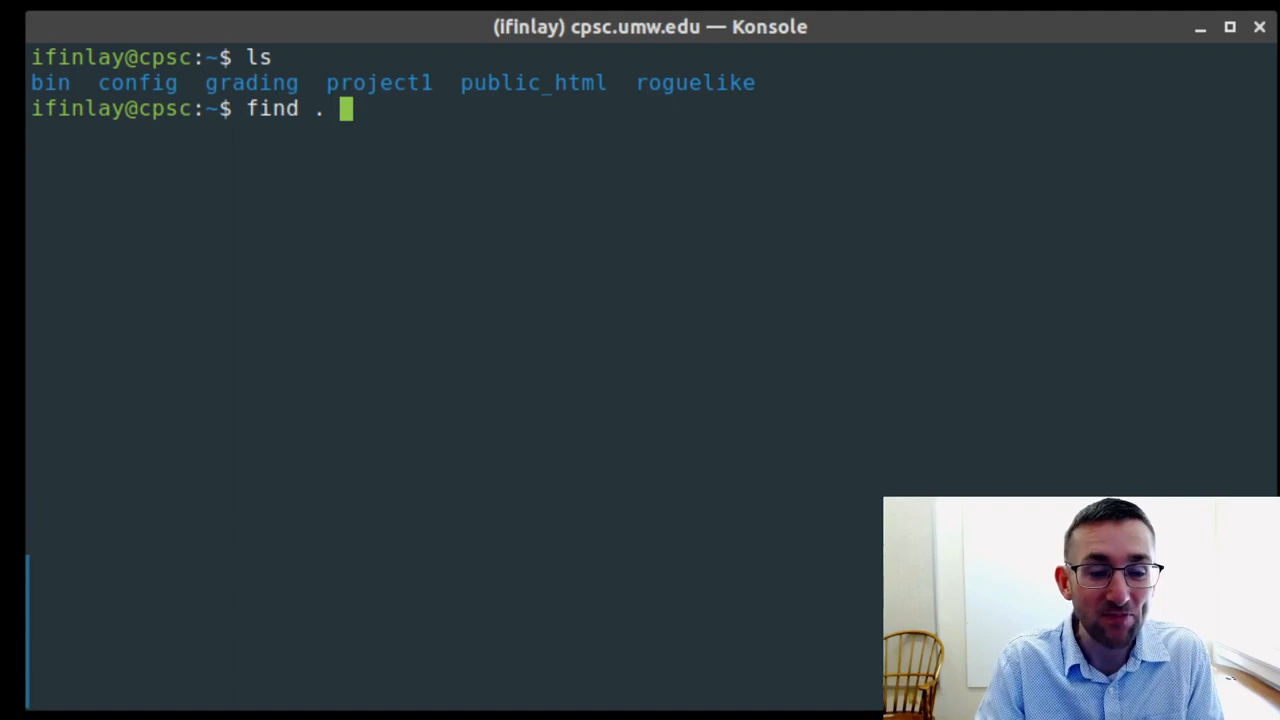 (ifinlay) cpsc.umw.edu — Konsole
ifinlay@cpsc:~$ ls
bin config grading project1 public_html roguelike
ifinlay@cpsc:~$ find .